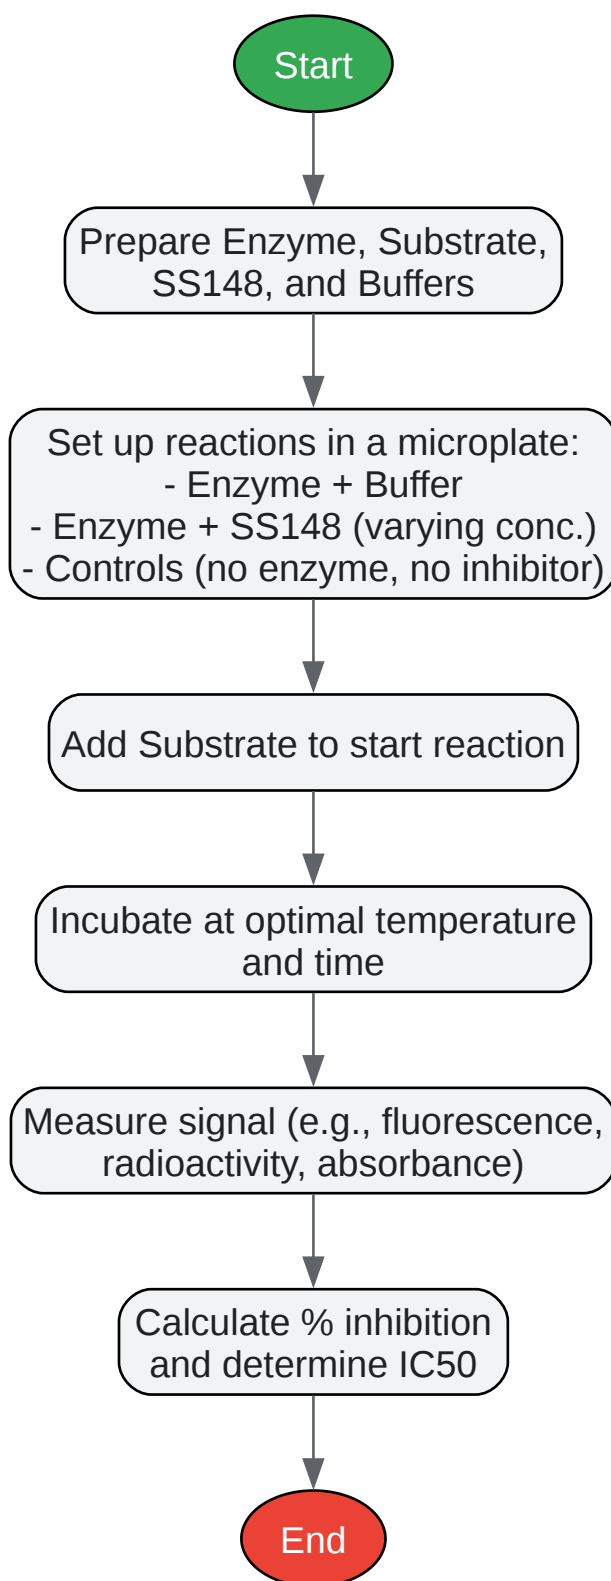 Start
Prepare Enzyme, Substrate,
SS148, and Buffers
Set up reactions in a microplate:
- Enzyme + Buffer
- Enzyme + SS148 (varying conc.)
- Controls (no enzyme, no inhibitor)
Add Substrate to start reaction
Incubate at optimal temperature
and time
Measure signal (e.g., fluorescence,
radioactivity, absorbance)
Calculate % inhibition
and determine IC50
End